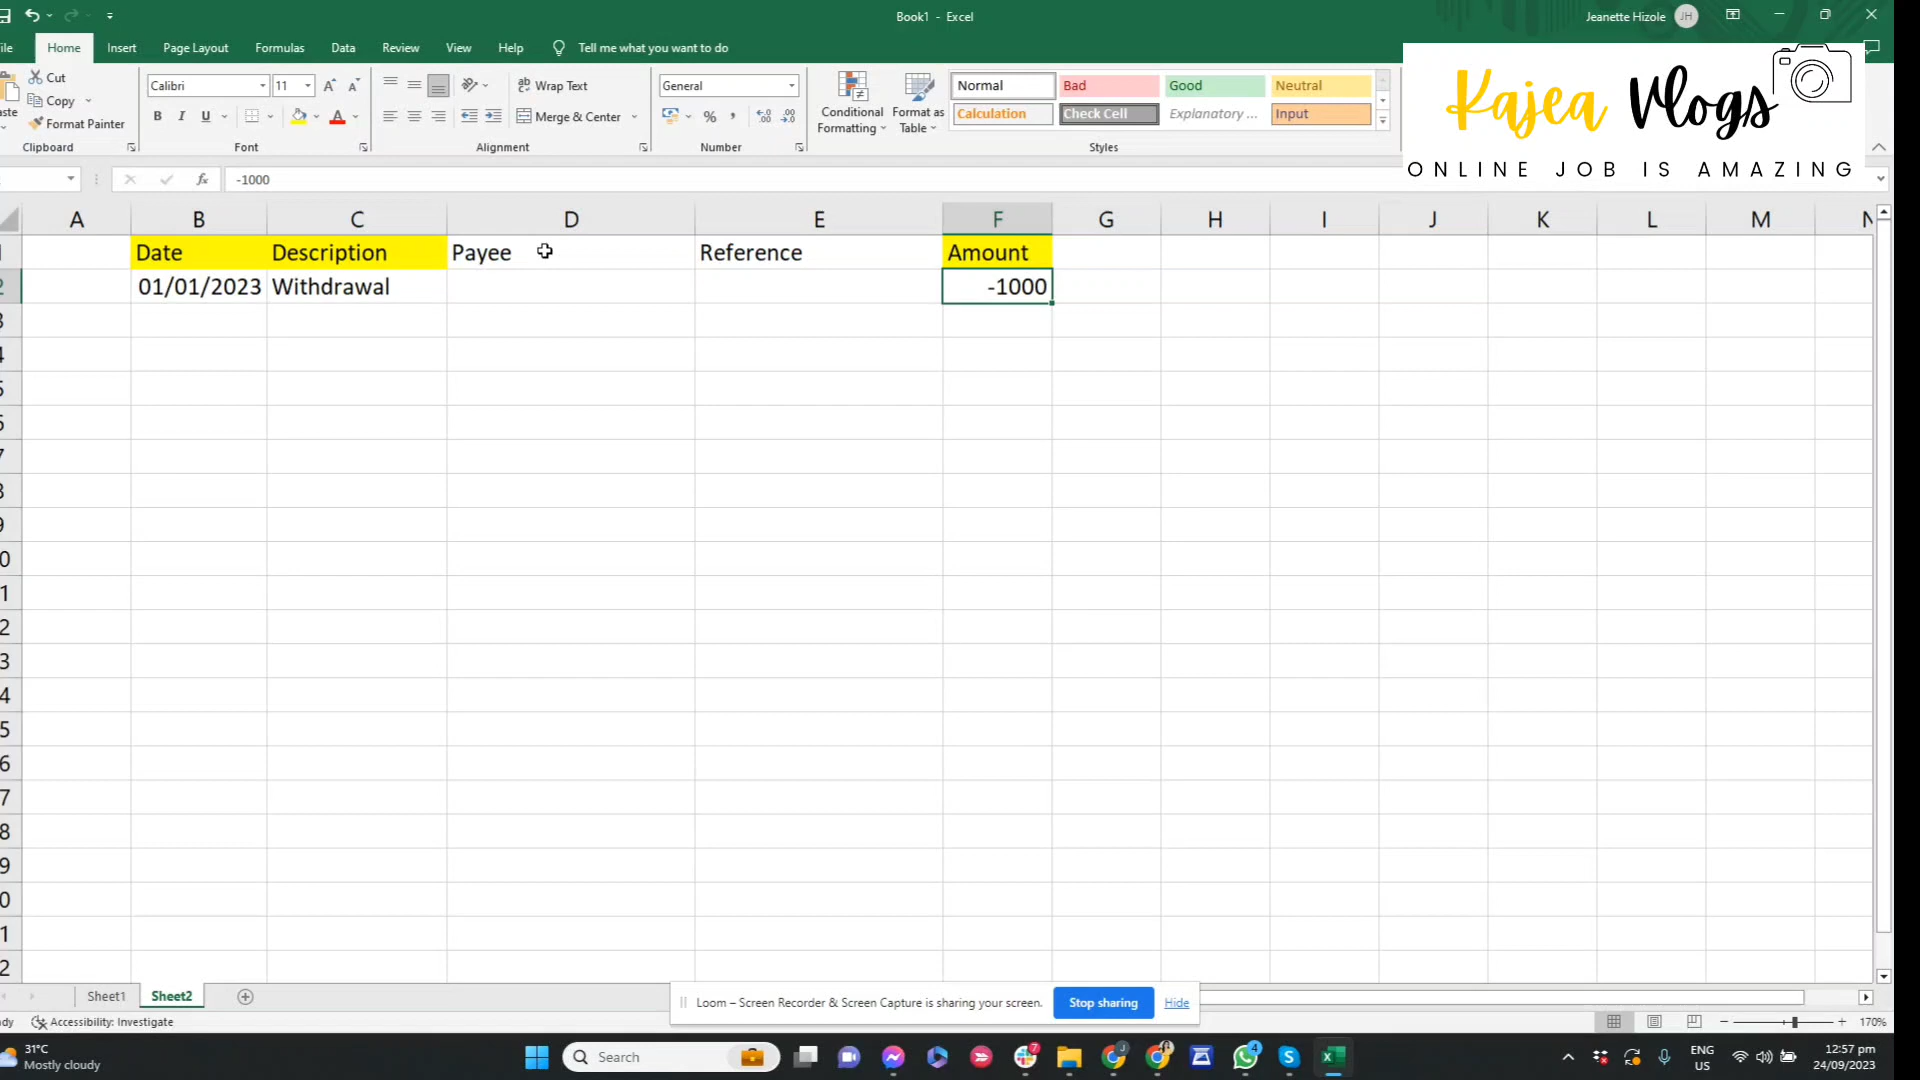 Book1 - Excel
Jeanette Hizole JH
Home Insert Page Layout Formulas Data Review View Help Tell me what you want to do
Cut
Copy
Format Painter
Clipboard
Calibri 11
B I U
Font
Wrap Text
Merge & Center
Alignment
General
Number
Conditional Formatting
Format as Table
Normal Bad Good Neutral
Calculation Check Cell Explanatory ... Input
Styles
Kajea Vlogs
ONLINE JOB IS AMAZING
fx -1000
A B C D E F G H I J K L M N
Date Description Payee Reference Amount
2 01/01/2023 Withdrawal -1000
Sheet1 Sheet2
Loom – Screen Recorder & Screen Capture is sharing your screen. Stop sharing Hide
Accessibility: Investigate
170%
31°C
Mostly cloudy
Search
7
J
4
ENG
US
12:57 pm
24/09/2023